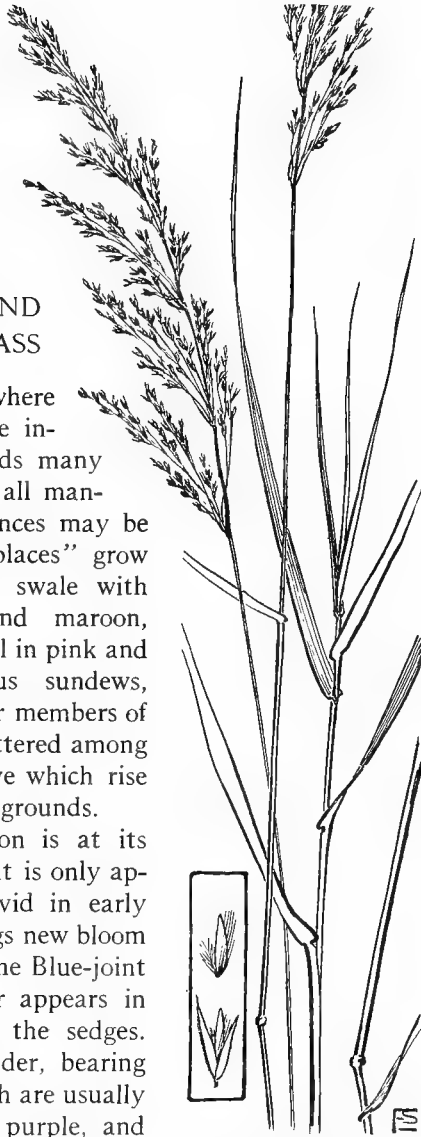 ND
ASS
where
e in-
ds many
all man-
nces may be
places" grow
swale with
nd maroon,
l in pink and
us sundews,
r members of
ttered among
ve which rise
grounds.
on is at its
t is only ap-
vid in early
gs new bloom
he Blue-joint
r appears in
the sedges.
der, bearing
h are usually
purple, and